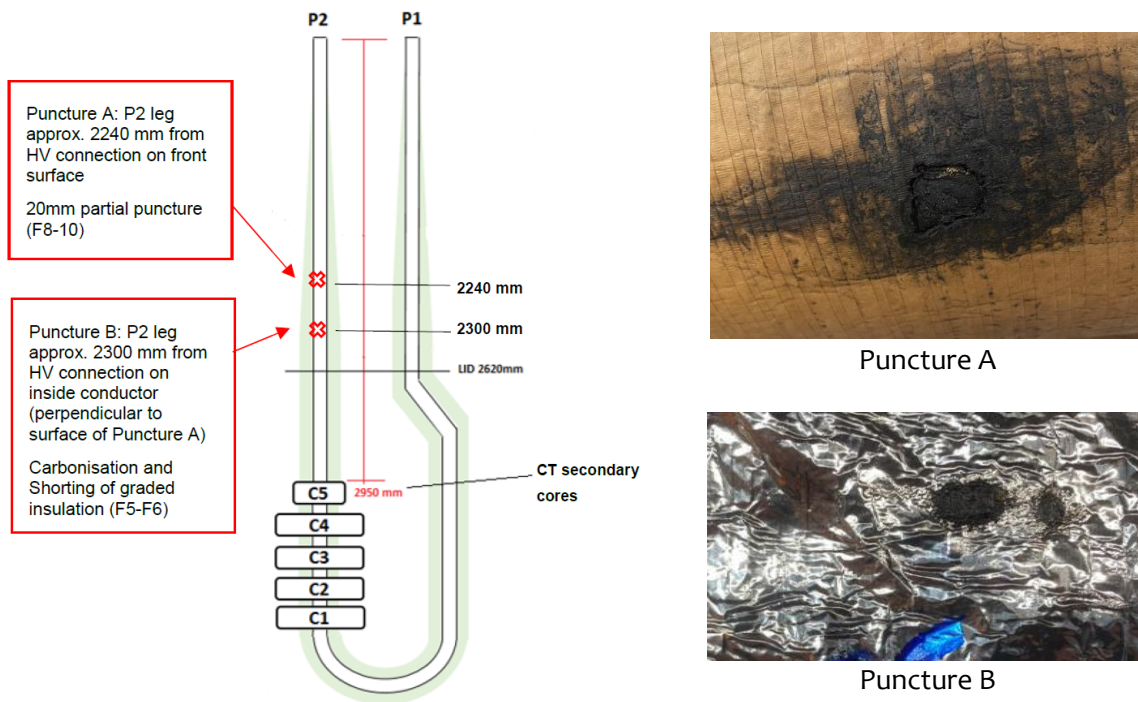 P2
P1
Puncture A: P2 leg
approx. 2240 mm from
HV connection on front
surface
20mm partial puncture
(F8-10)
2240 mm
2300 mm
Puncture B: P2 leg
approx. 2300 mm from
HV connection on
inside conductor
(perpendicular to
surface of Puncture A)
Carbonisation and
Shorting of graded
insulation (F5-F6)
LID 2620mm
CT secondary
cores
2950 mm
C5
C4
C3
C2
C1
Puncture A
Puncture B